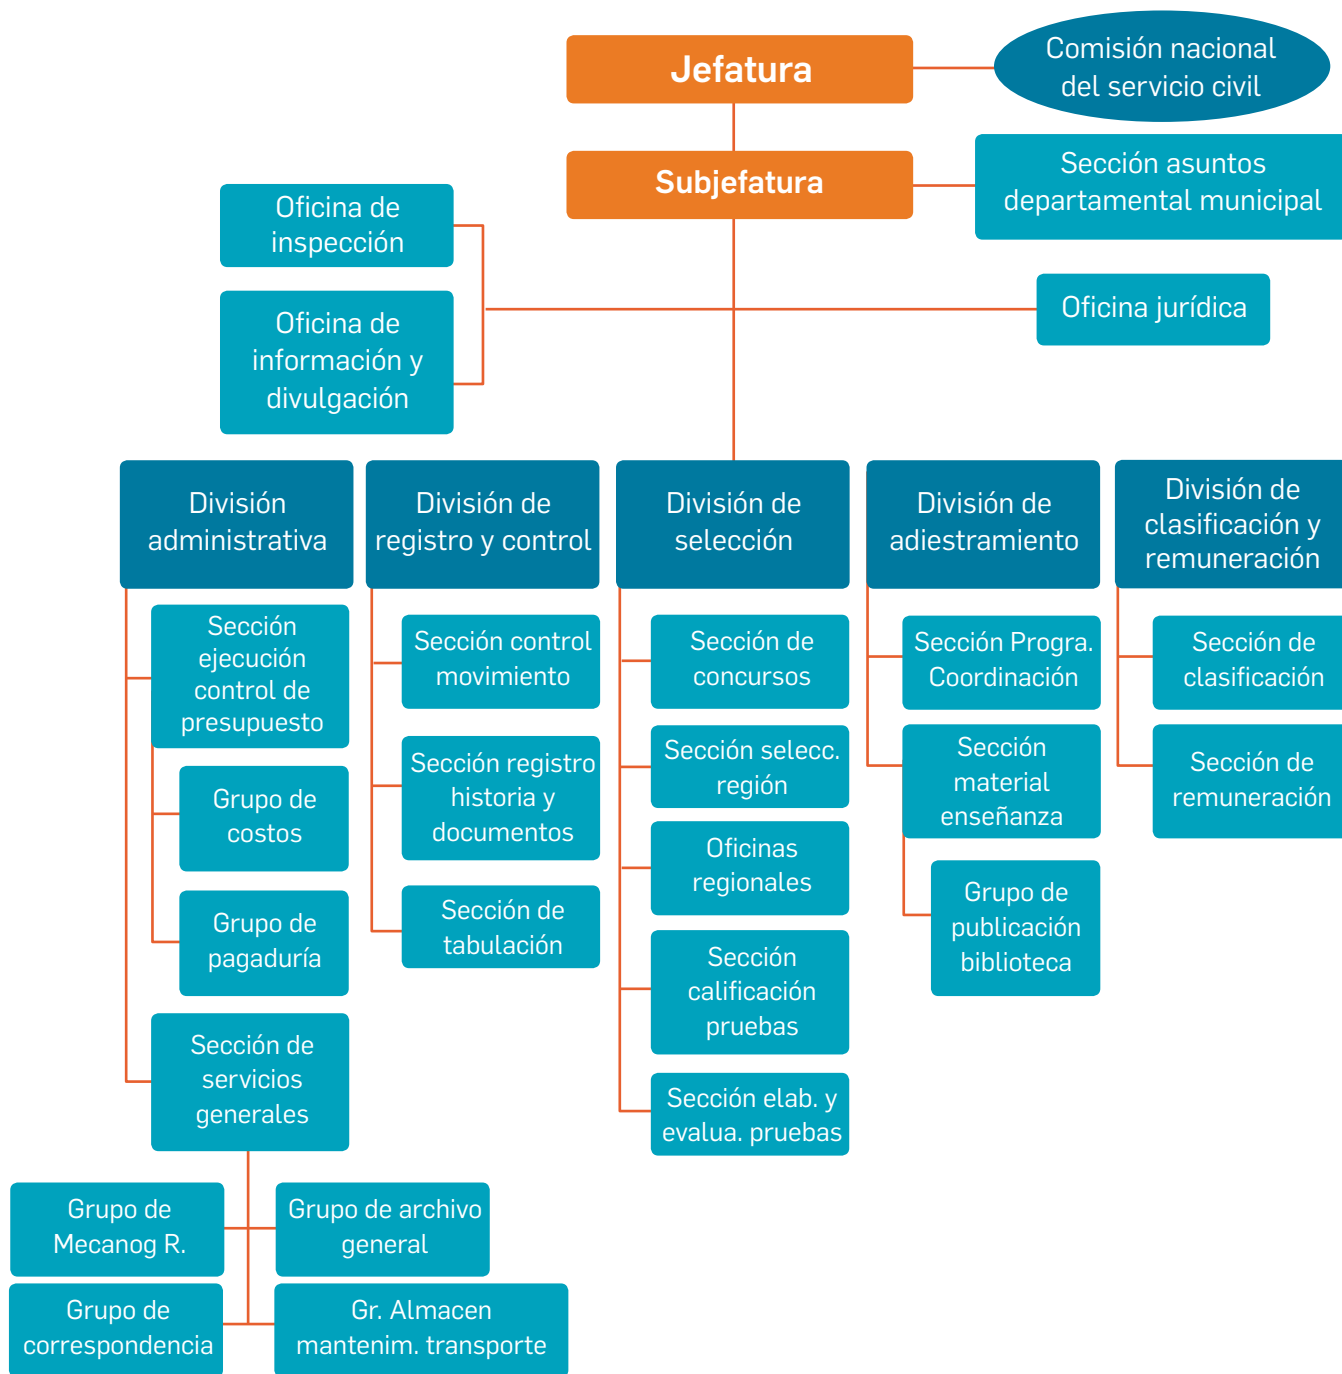 Jefatura
Comisión nacional
del servicio civil
Subjefatura
Sección asuntos
departamental municipal
Oficina de
inspección
Oficina de
información y
divulgación
Oficina jurídica
División
administrativa
División de
registro y control
División de
selección
División de
adiestramiento
División de
clasificación y
remuneración
Sección
ejecución
control de
presupuesto
Grupo de
costos
Grupo de
pagaduría
Sección de
servicios
generales
Grupo de
Mecanog R.
Grupo de archivo
general
Grupo de
correspondencia
Gr. Almacen
mantenim. transporte
Sección control
movimiento
Sección registro
historia y
documentos
Sección de
tabulación
Sección de
concursos
Sección selecc.
región
Oficinas
regionales
Sección
calificación
pruebas
Sección elab. y
evalua. pruebas
Sección Progra.
Coordinación
Sección
material
enseñanza
Grupo de
publicación
biblioteca
Sección de
clasificación
Sección de
remuneración